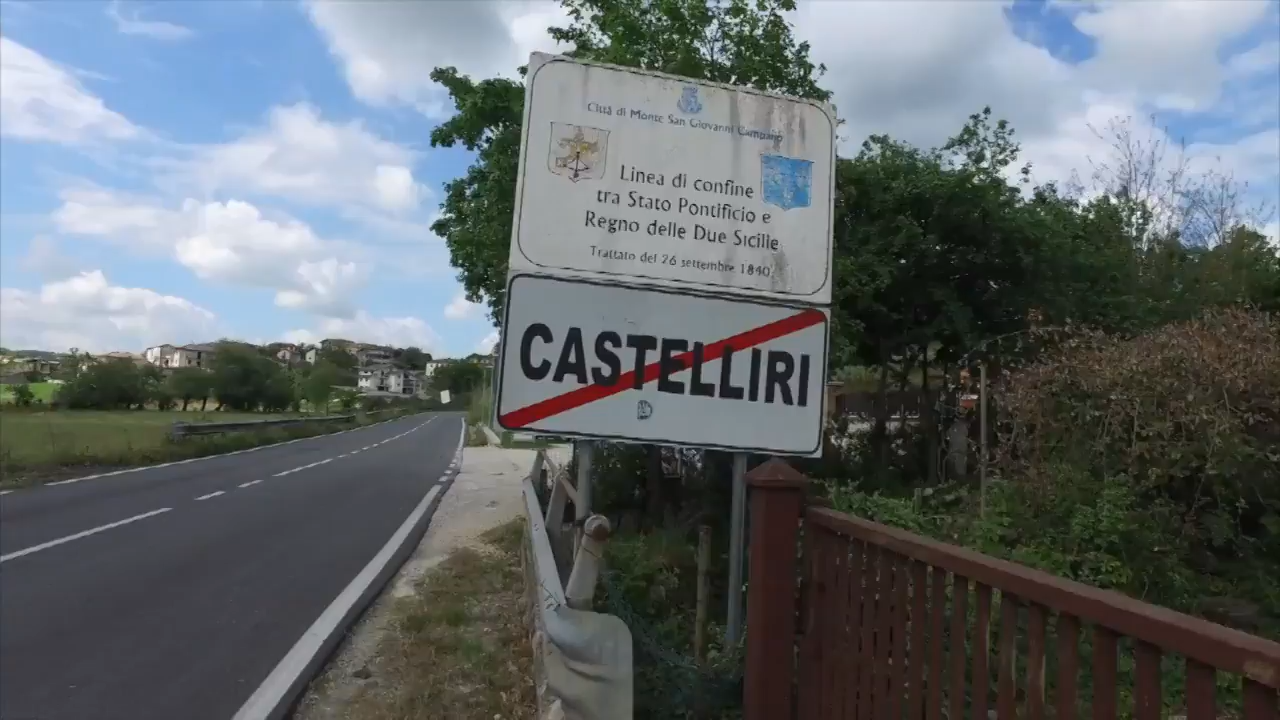 Città di Monte San Giovanni Campano
Linea di confine
tra Stato Pontificio e
Regno delle Due Sicilie
Trattato del 26 settembre 1840
CASTELLIRI